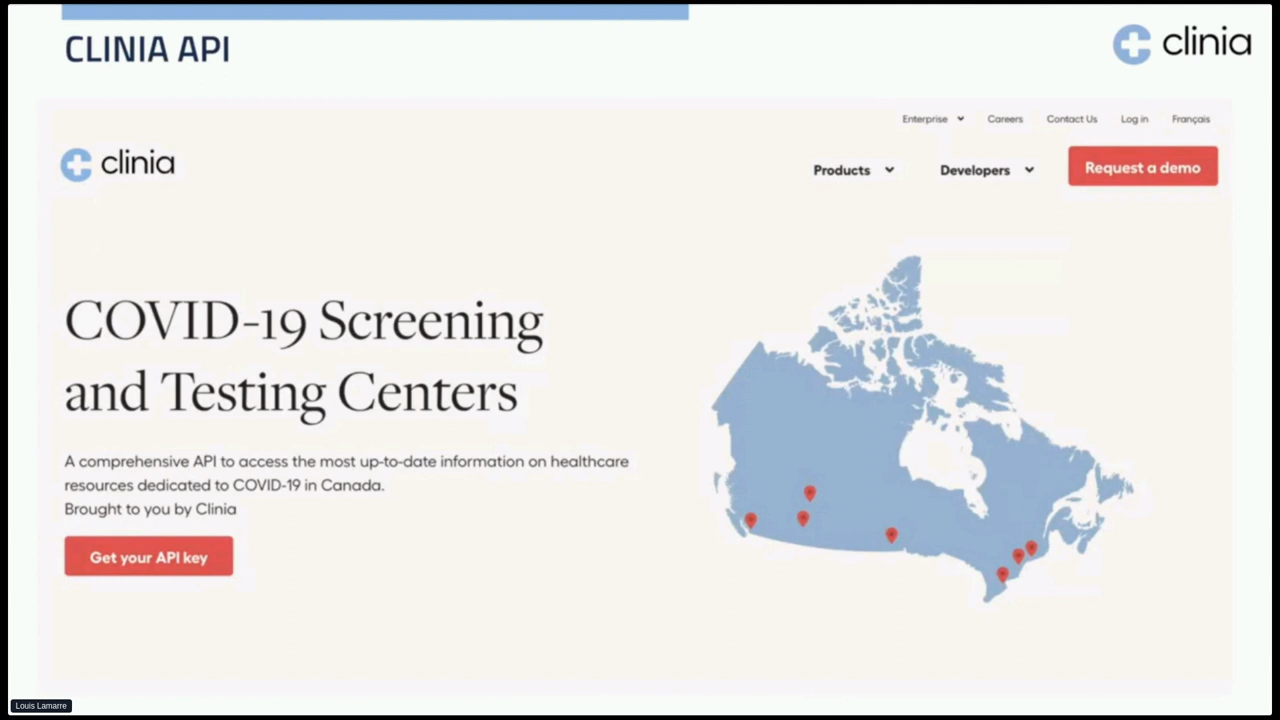 CLINIA API
clinia
Enterprise Careers Contact Us Log in Français
clinia
Products Developers Request a demo
COVID-19 Screening
and Testing Centers
A comprehensive API to access the most up-to-date information on healthcare
resources dedicated to COVID-19 in Canada.
Brought to you by Clinia
Get your API key
Louis Lamarre